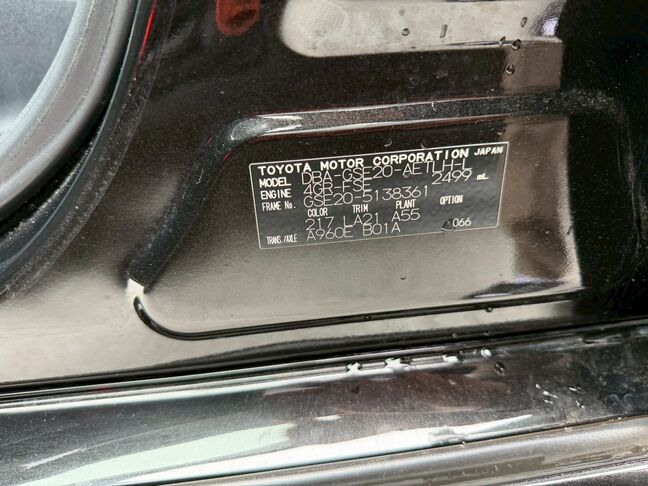 TOYOTA MOTOR CORPORATION JAPAN
MODEL DBA-GSE20-AETLH-L
ENGINE 4GR-FSE 2499 mL
FRAME No. GSE20-5138361
COLOR TRIM PLANT OPTION
217 LA21 A55
TRANS./AXLE A960E B01A 066